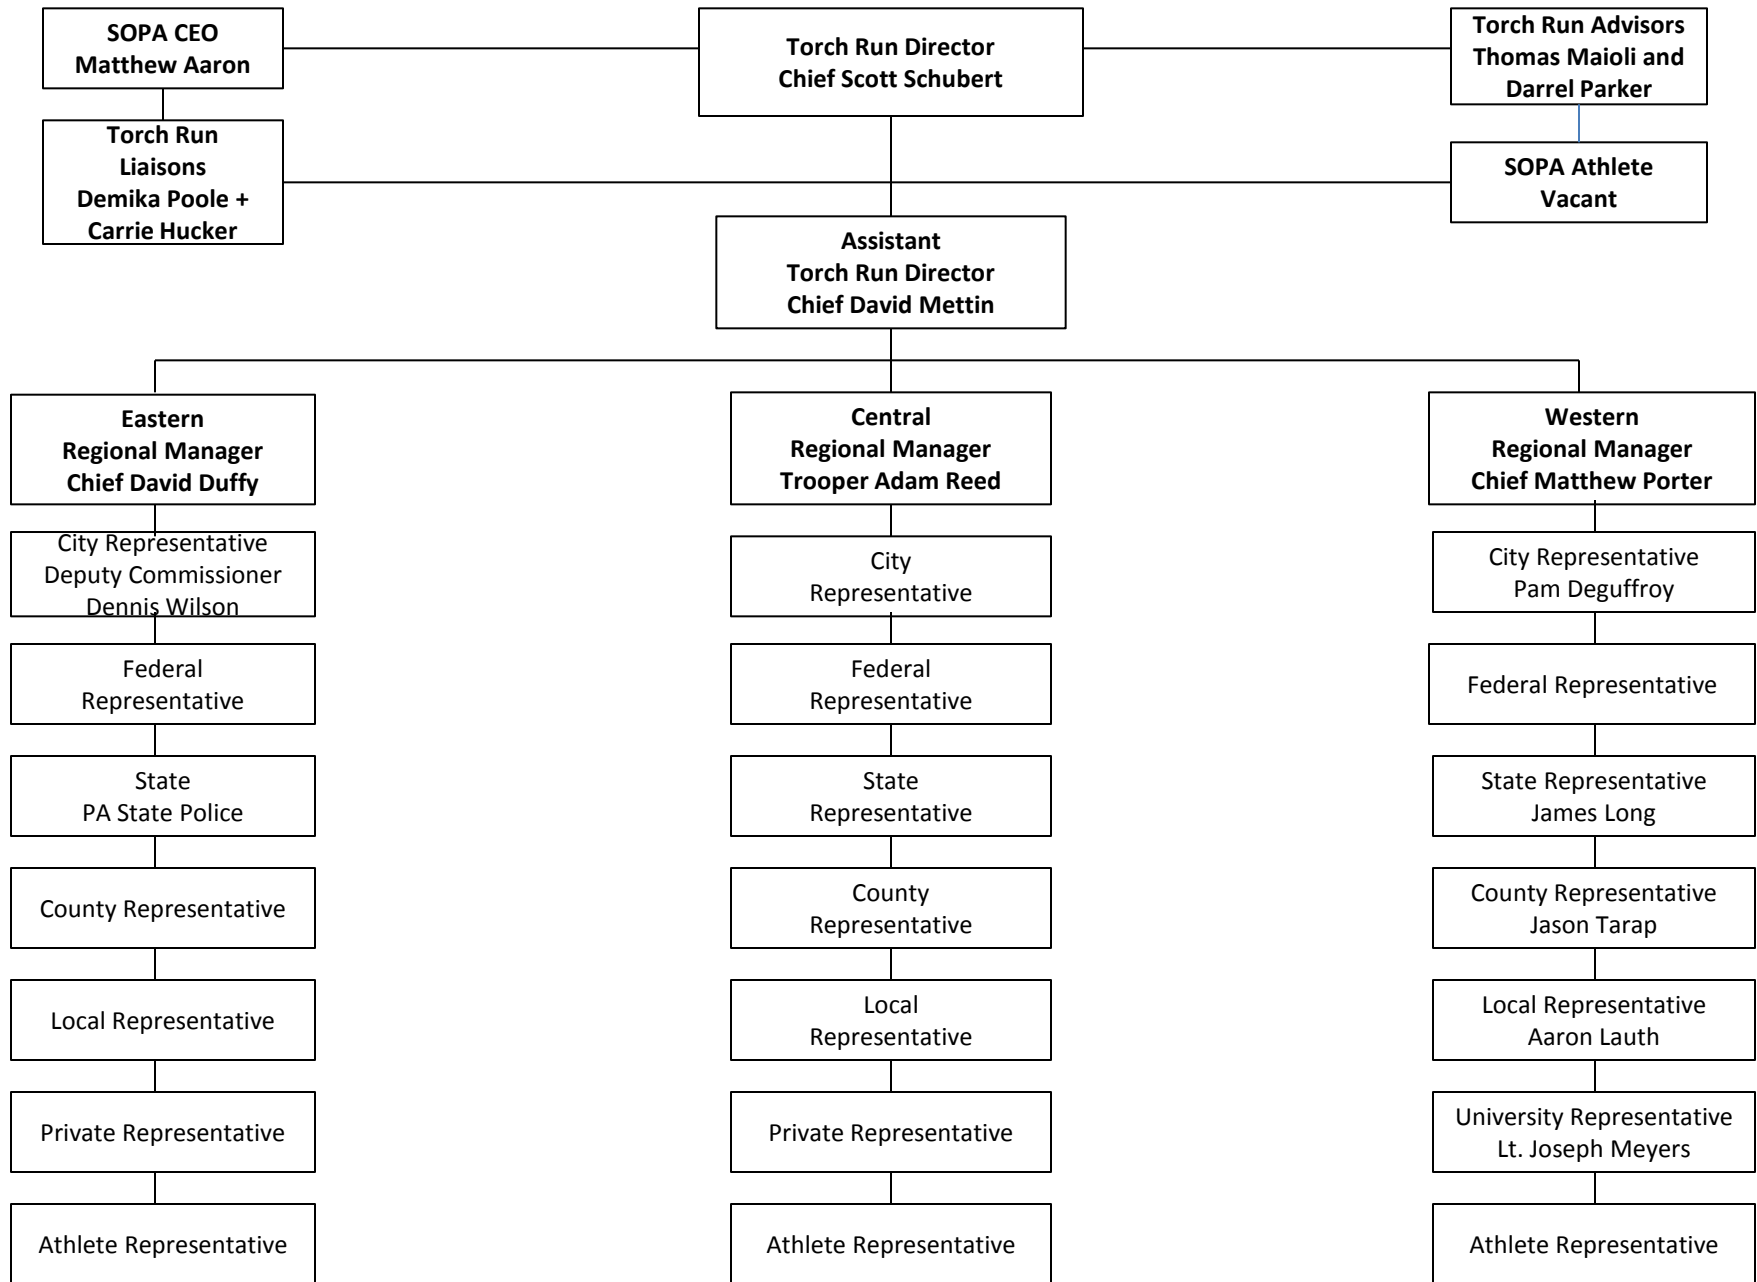 SOPA CEO
Matthew Aaron
Torch Run Director
Chief Scott Schubert
Torch Run Advisors
Thomas Maioli and
Darrel Parker
Torch Run
Liaisons
Demika Poole +
Carrie Hucker
SOPA Athlete
Vacant
Assistant
Torch Run Director
Chief David Mettin
Eastern
Regional Manager
Chief David Duffy
Central
Regional Manager
Trooper Adam Reed
Western
Regional Manager
Chief Matthew Porter
City Representative
Deputy Commissioner
Dennis Wilson
City
Representative
City Representative
Pam Deguffroy
Federal
Representative
Federal
Representative
Federal Representative
State
PA State Police
State
Representative
State Representative
James Long
County Representative
County
Representative
County Representative
Jason Tarap
Local Representative
Local
Representative
Local Representative
Aaron Lauth
Private Representative
Private Representative
University Representative
Lt. Joseph Meyers
Athlete Representative
Athlete Representative
Athlete Representative